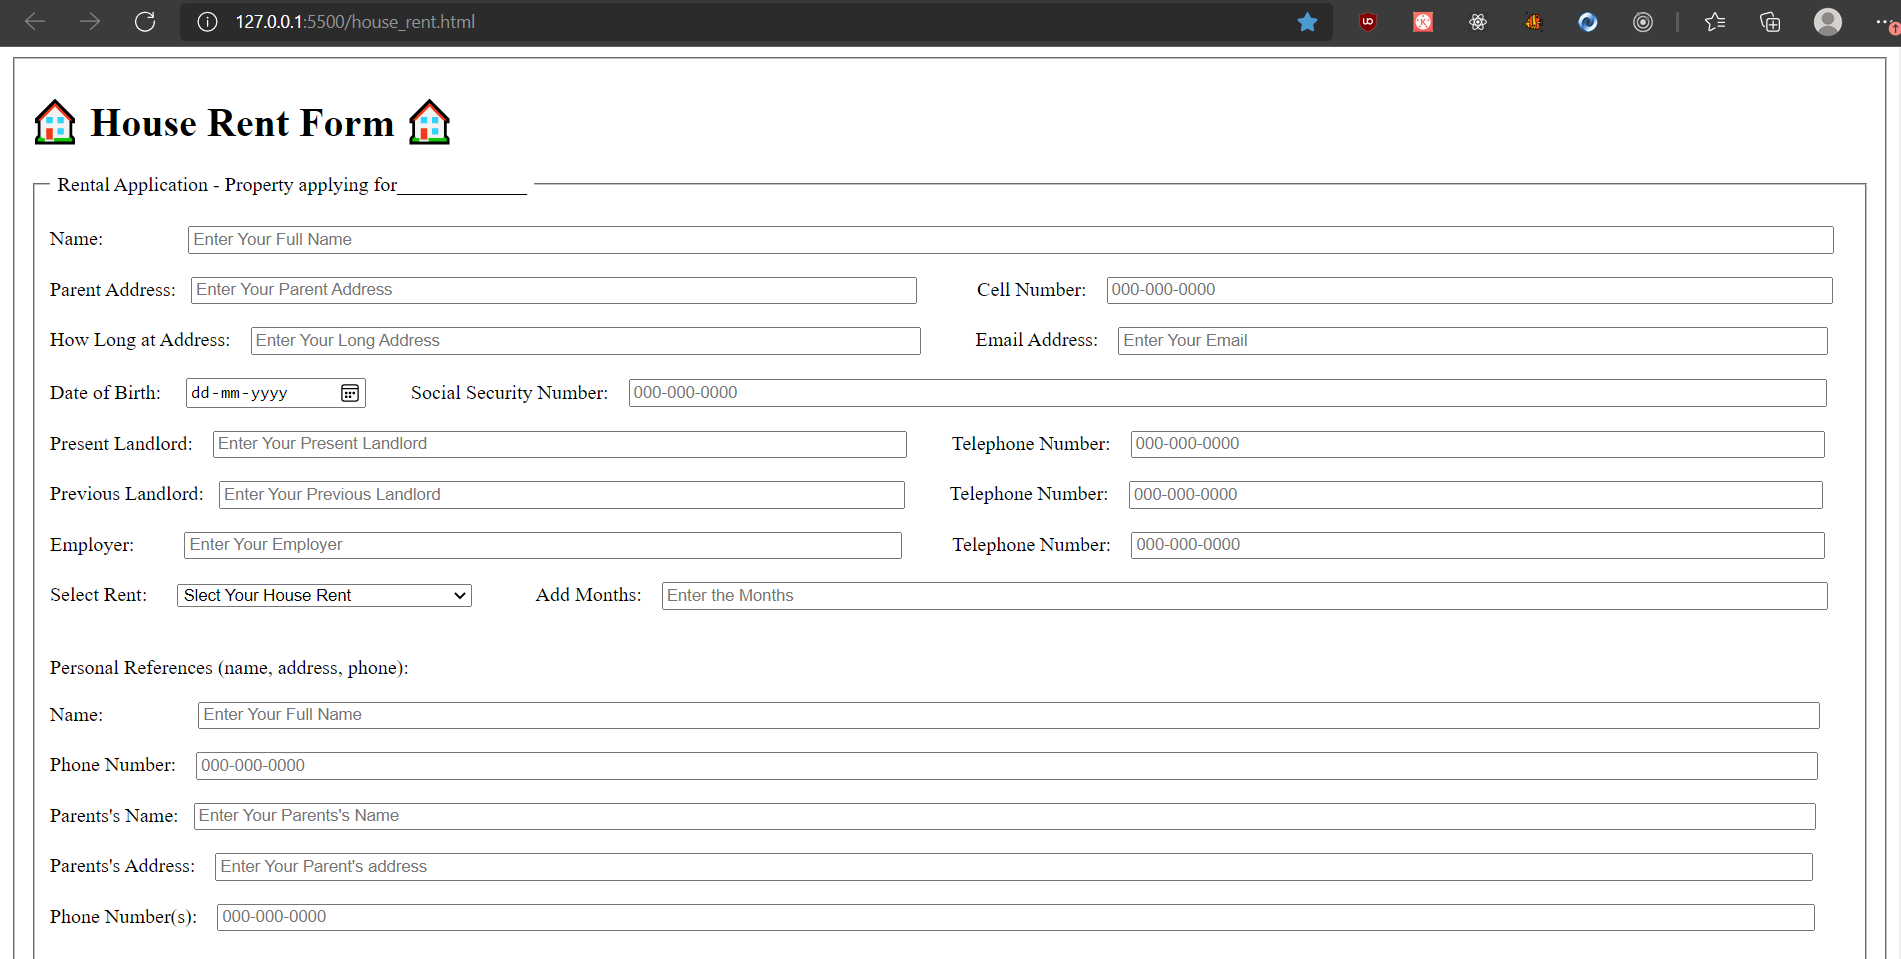 127.0.0.1:5500/house_rent.html
🏠 House Rent Form 🏠
Rental Application - Property applying for_____________
Name: Enter Your Full Name
Parent Address: Enter Your Parent Address Cell Number: 000-000-0000
How Long at Address: Enter Your Long Address Email Address: Enter Your Email
Date of Birth: dd-mm-yyyy Social Security Number: 000-000-0000
Present Landlord: Enter Your Present Landlord Telephone Number: 000-000-0000
Previous Landlord: Enter Your Previous Landlord Telephone Number: 000-000-0000
Employer: Enter Your Employer Telephone Number: 000-000-0000
Select Rent: Slect Your House Rent Add Months: Enter the Months
Personal References (name, address, phone):
Name: Enter Your Full Name
Phone Number: 000-000-0000
Parents's Name: Enter Your Parents's Name
Parents's Address: Enter Your Parent's address
Phone Number(s): 000-000-0000